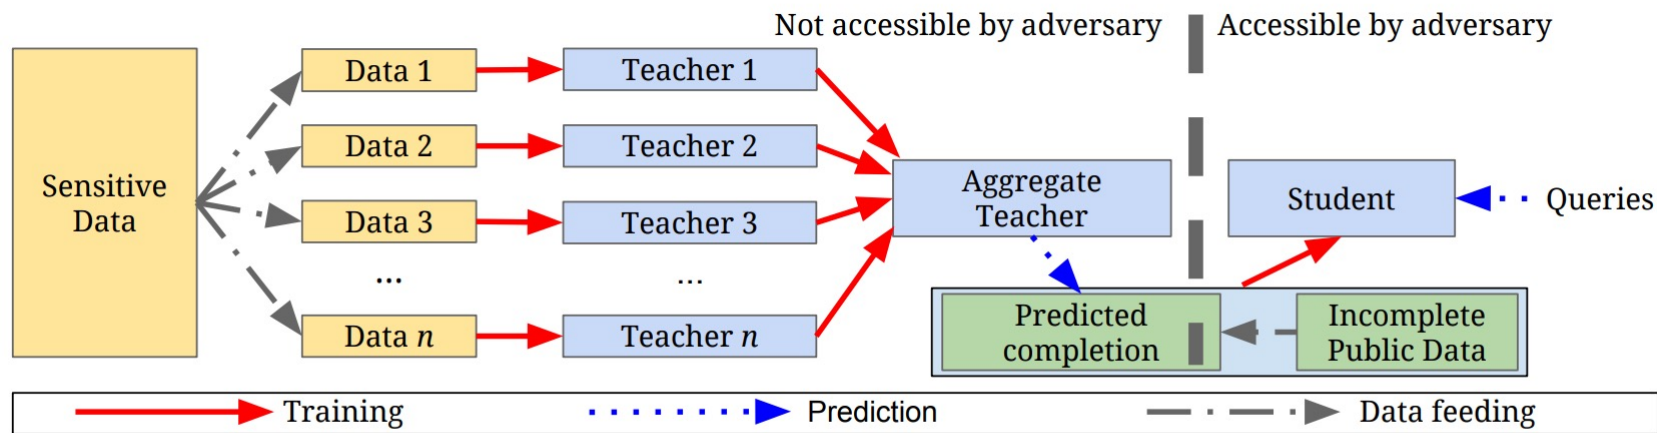 Not accessible by adversary
Accessible by adversary
Sensitive
Data
Data 1
Teacher 1
Data 2
Teacher 2
Data 3
Teacher 3
...
...
Data n
Teacher n
Aggregate
Teacher
Student
Queries
Predicted
completion
Incomplete
Public Data
Training
Prediction
Data feeding